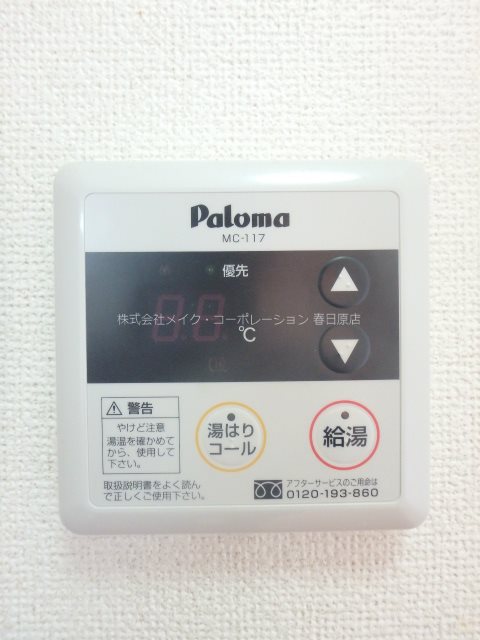 Paloma
MC-117
優先
株式会社メイク・コーポレーション 春日原店
℃
警告
やけど注意
湯温を確かめて
から、使用して
下さい。
湯はり
コール
給湯
取扱説明書をよく読ん
で正しくご使用下さい。
アフターサービスのご用命は
0120-193-860